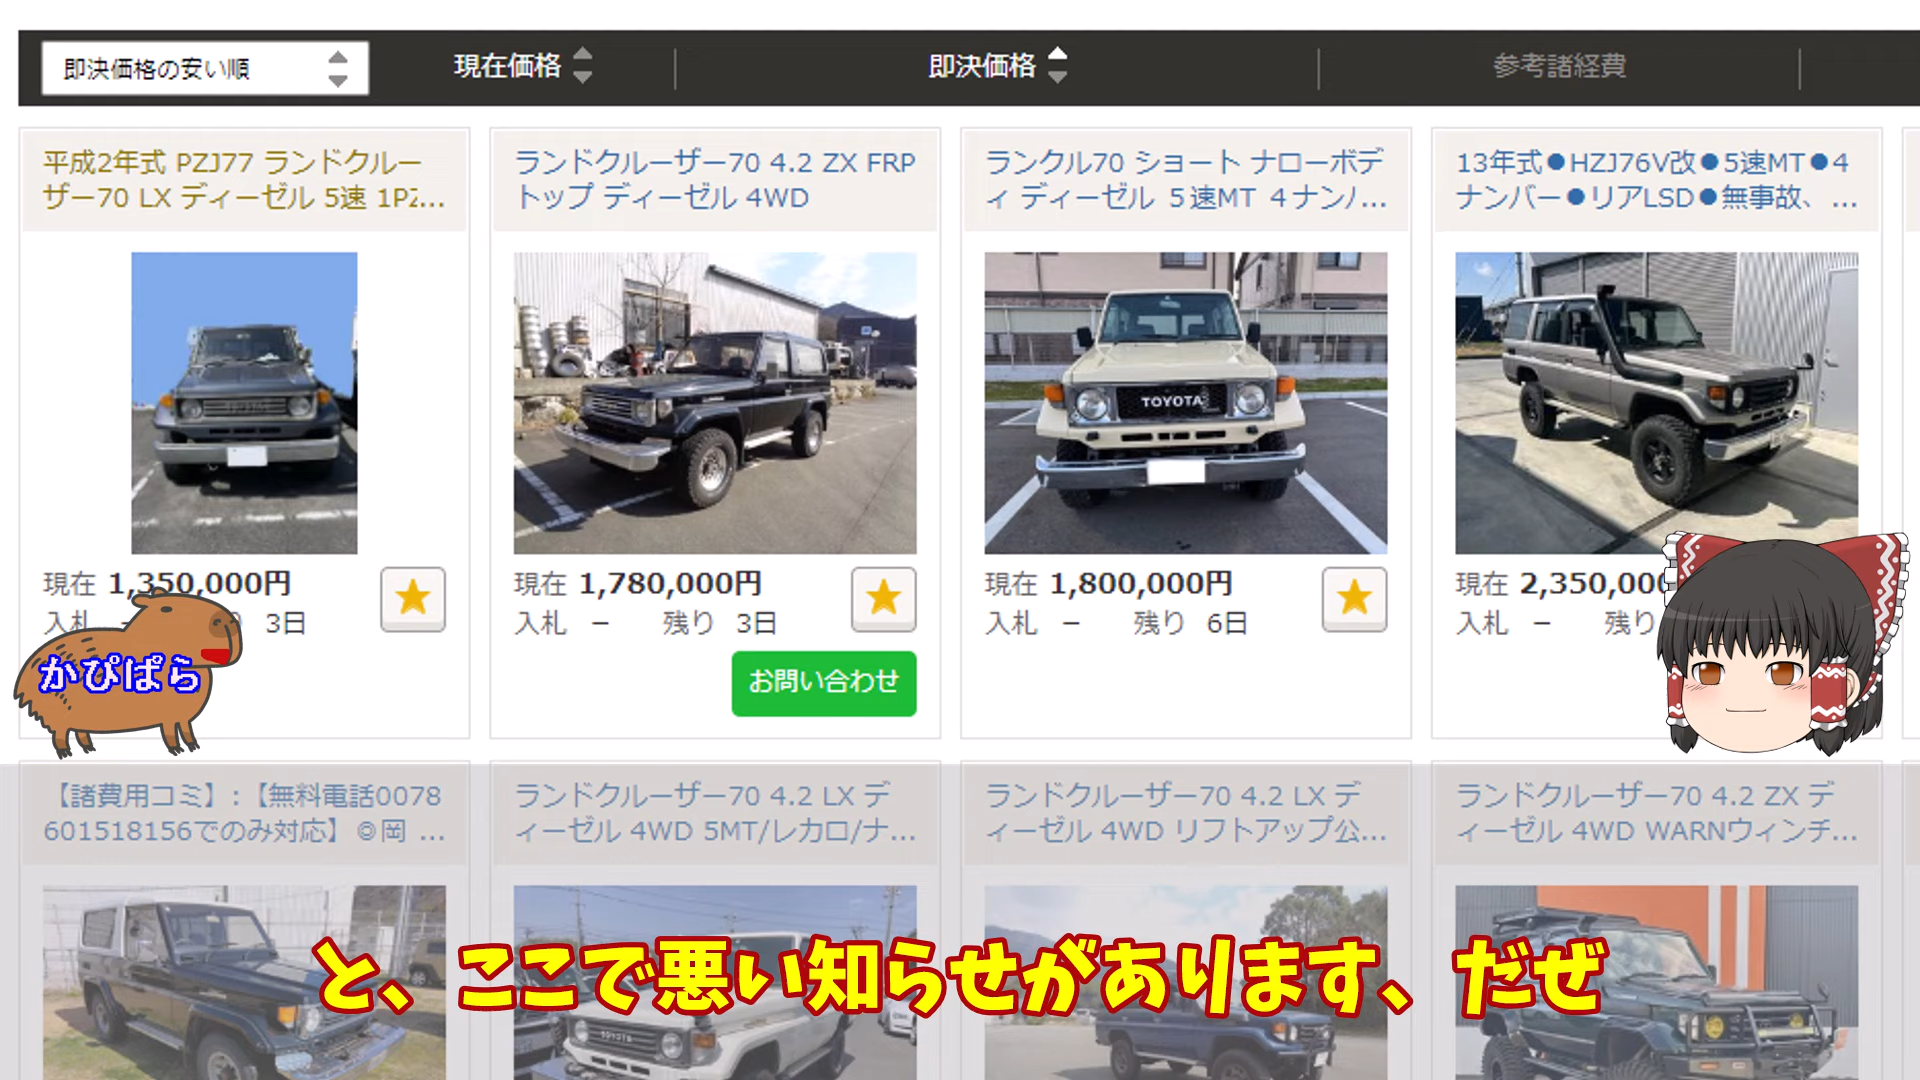 即決価格の安い順
現在価格
即決価格
参考諸経費
平成2年式 PZJ77 ランドクルー
ザー70 LX ディーゼル 5速 1PZ...
ランドクルーザー70 4.2 ZX FRP
トップ ディーゼル 4WD
ランクル70 ショート ナローボデ
ィ ディーゼル 5速MT 4ナンバ...
13年式●HZJ76V改●5速MT●4
ナンバー●リアLSD●無事故、...
TOYOTA
現在 1,350,000円
入札
3日
現在 1,780,000円
入札 − 残り 3日
お問い合わせ
現在 1,800,000円
入札 − 残り 6日
現在 2,350,000
入札 − 残り
かぴぱら
【諸費用コミ】:【無料電話0078
601518156でのみ対応】◎岡 ...
ランドクルーザー70 4.2 LX デ
ィーゼル 4WD 5MT/レカロ/ナ...
ランドクルーザー70 4.2 LX デ
ィーゼル 4WD リフトアップ公...
ランドクルーザー70 4.2 ZX デ
ィーゼル 4WD WARNウィンチ...
と、ここで悪い知らせがあります、だぜ
TOYOTA